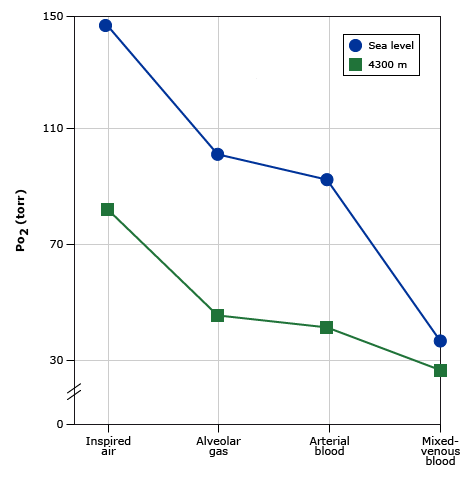 150
Sea level
4300 m
110
Po2 (torr)
70
30
0
Inspired
air
Alveolar
gas
Arterial
blood
Mixed-
venous
blood